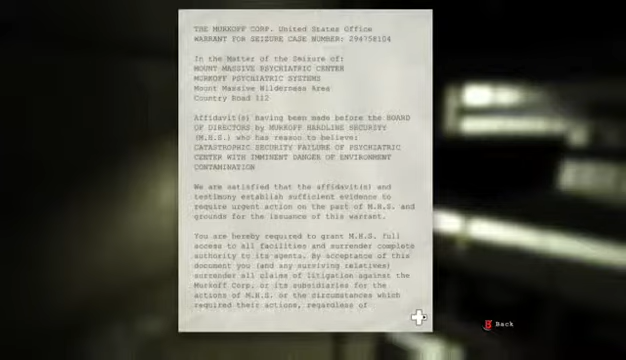 THE MURKOFF CORP. United States Office
WARRANT FOR SEIZURE CASE NUMBER: 294758104
In the Matter of the Seizure of:
MOUNT MASSIVE PSYCHIATRIC CENTER
MURKOFF PSYCHIATRIC SYSTEMS
Mount Massive Wilderness Area
Country Road 112
Affidavit(s) having been made before the BOARD
OF DIRECTORS by MURKOFF HARDLINE SECURITY
(M.H.S.) who has reason to believe:
CATASTROPHIC SECURITY FAILURE OF PSYCHIATRIC
CENTER WITH IMMINENT DANGER OF ENVIRONMENT
CONTAMINATION
We are satisfied that the affidavit(s) and
testimony establish sufficient evidence to
require urgent action on the part of M.H.S. and
grounds for the issuance of this warrant.
You are hereby required to grant M.H.S. full
access to all facilities and surrender complete
authority to its agents. By acceptance of this
document you (and any surviving relatives)
surrender all claims of litigation against the
Murkoff Corp. or its subsidiaries for the
actions of M.H.S. or the circumstances which
required their actions, regardless of
Back